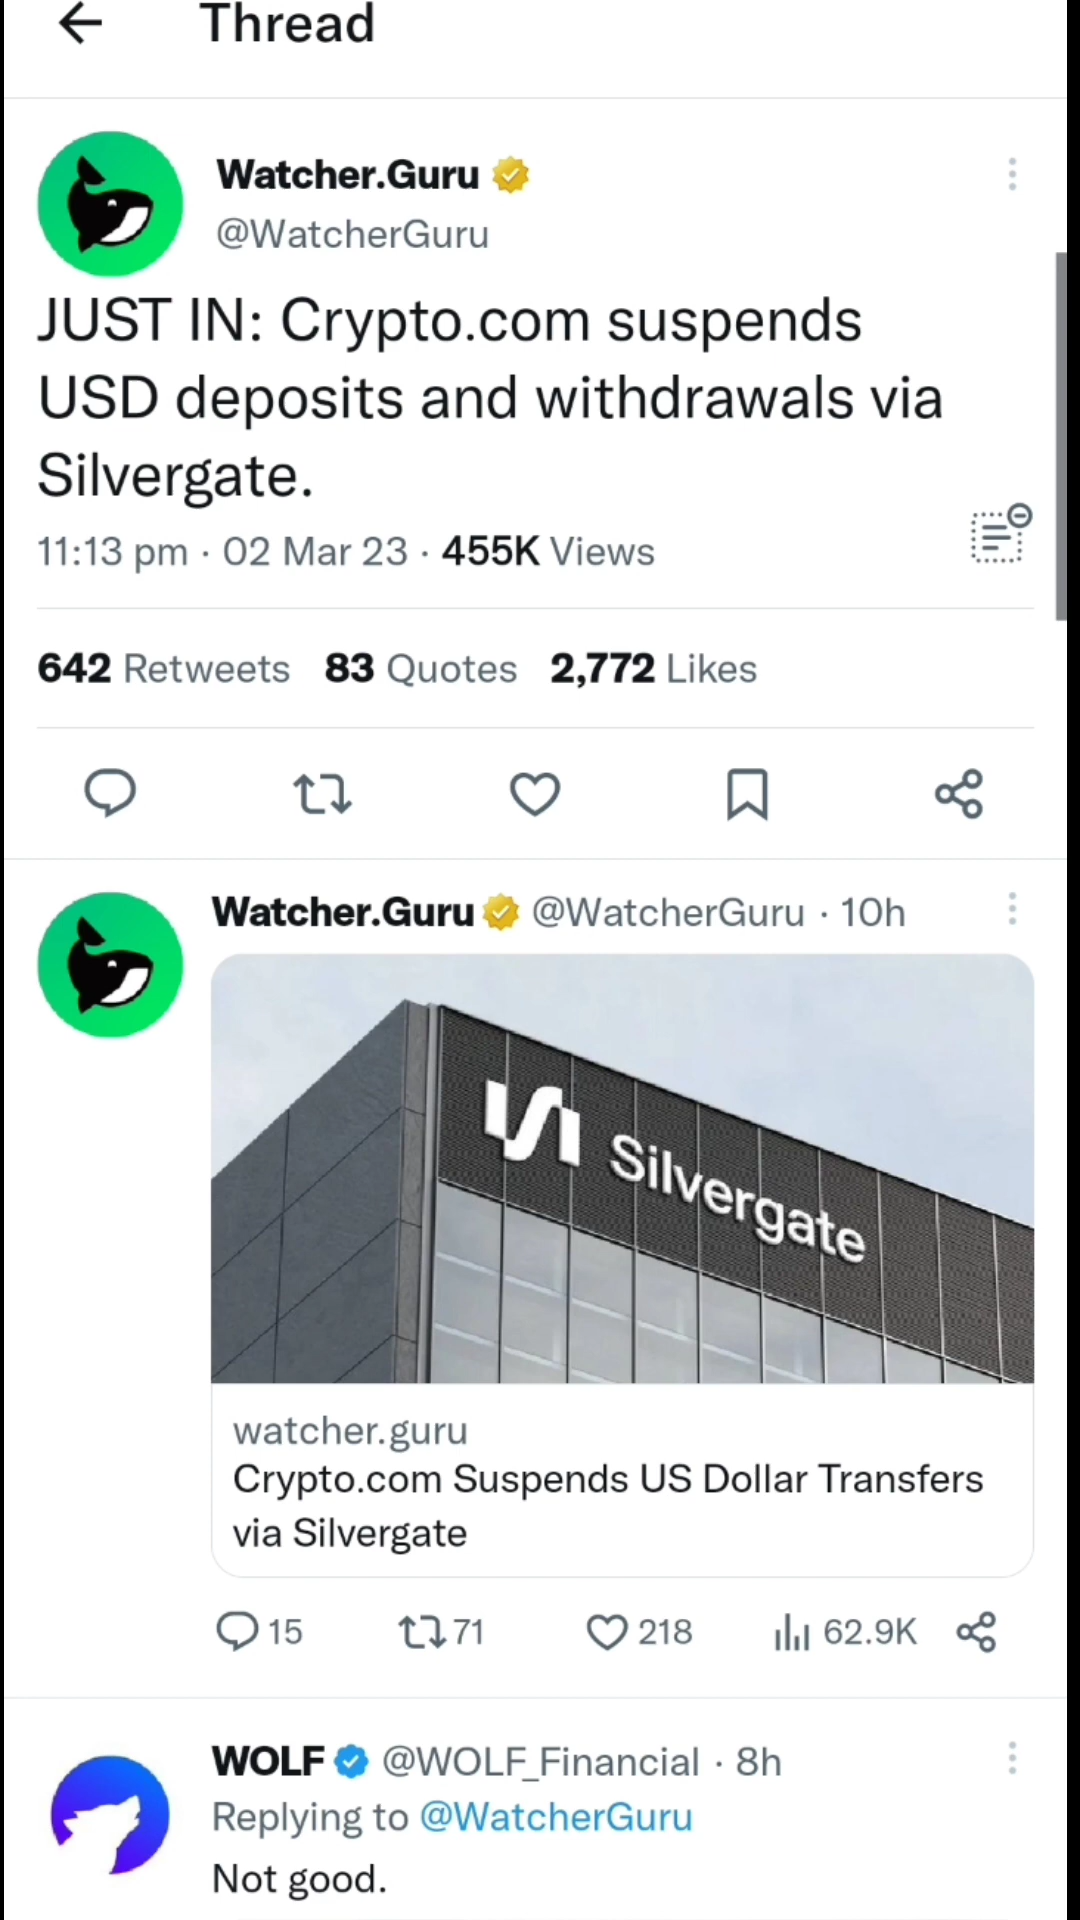 Thread
Watcher.Guru
@WatcherGuru
JUST IN: Crypto.com suspends
USD deposits and withdrawals via
Silvergate.
11:13 pm · 02 Mar 23 · 455K Views
642 Retweets 83 Quotes 2,772 Likes
Watcher.Guru @WatcherGuru · 10h
Silvergate
watcher.guru
Crypto.com Suspends US Dollar Transfers
via Silvergate
15 71 218 62.9K
WOLF @WOLF_Financial · 8h
Replying to @WatcherGuru
Not good.